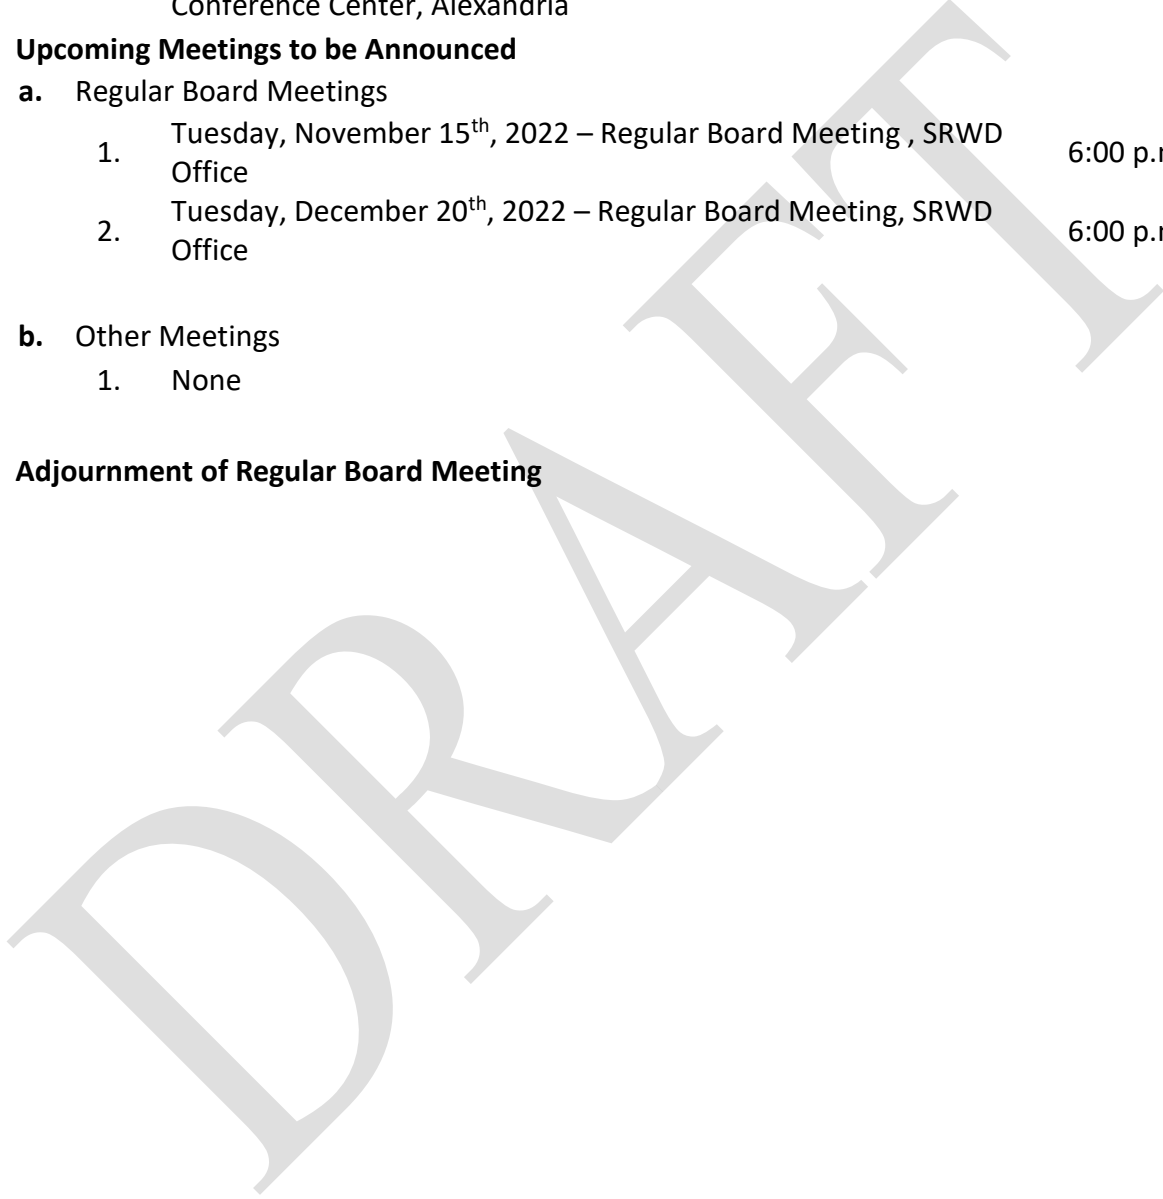 Conference Center, Alexandria
Upcoming Meetings to be Announced
a. Regular Board Meetings
1. Tuesday, November 15th, 2022 – Regular Board Meeting , SRWD
Office 6:00 p.
2. Tuesday, December 20th, 2022 – Regular Board Meeting, SRWD
Office 6:00 p.
b. Other Meetings
1. None
Adjournment of Regular Board Meeting
DRAFT